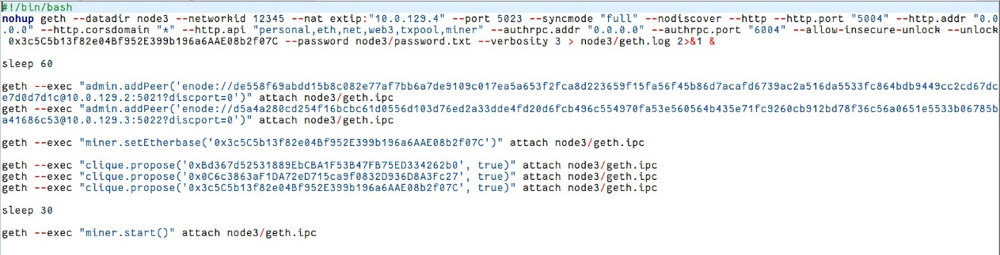 #!/bin/bash
nohup geth --datadir node3 --networkid 12345 --nat extip:"10.0.129.4" --port 5023 --syncmode "full" --nodiscover --http --http.port "5004" --http.addr "0.0
.0.0" --http.corsdomain "*" --http.api "personal,eth,net,web3,txpool,miner" --authrpc.addr "0.0.0.0" --authrpc.port "6004" --allow-insecure-unlock --unlock
0x3c5C5b13f82e04Bf952E399b196a6AAE08b2f07C --password node3/password.txt --verbosity 3 > node3/geth.log 2>&1 &
sleep 60
geth --exec "admin.addPeer('enode://de558f69abdd15b8c082e77af7bb6a7de9109c017ea5a653f2fca8d223659f15fa56f45b86d7acafd6739ac2a516da5533fc864bdb9449cc2cd67dc
e7d0d7d1c@10.0.129.2:5021?discport=0')" attach node3/geth.ipc
geth --exec "admin.addPeer('enode://d5a4a280cd254f16bcbc61d0556d103d76ed2a33dde4fd20d6fcb496c554970fa53e560564b435e71fc9260cb912bd78f36c56a0651e5533b06785b
a41686c53@10.0.129.3:5022?discport=0')" attach node3/geth.ipc
geth --exec "miner.setEtherbase('0x3c5C5b13f82e04Bf952E399b196a6AAE08b2f07C')" attach node3/geth.ipc
geth --exec "clique.propose('0xBd367d52531889EbCBA1F53B47FB75ED334262b0', true)" attach node3/geth.ipc
geth --exec "clique.propose('0x0C6c3863aF1DA72eD715ca9f0832D936D8A3Fc27', true)" attach node3/geth.ipc
geth --exec "clique.propose('0x3c5C5b13f82e04Bf952E399b196a6AAE08b2f07C', true)" attach node3/geth.ipc
sleep 30
geth --exec "miner.start()" attach node3/geth.ipc